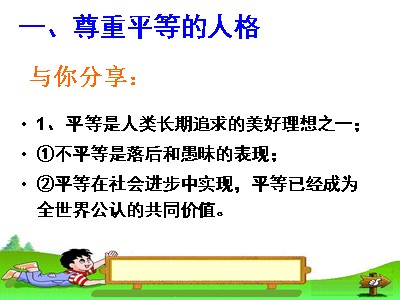 一、尊重平等的人格
与你分享：
•1、平等是人类长期追求的美好理想之一；
•①不平等是落后和愚昧的表现；
•②平等在社会进步中实现，平等已经成为
全世界公认的共同价值。